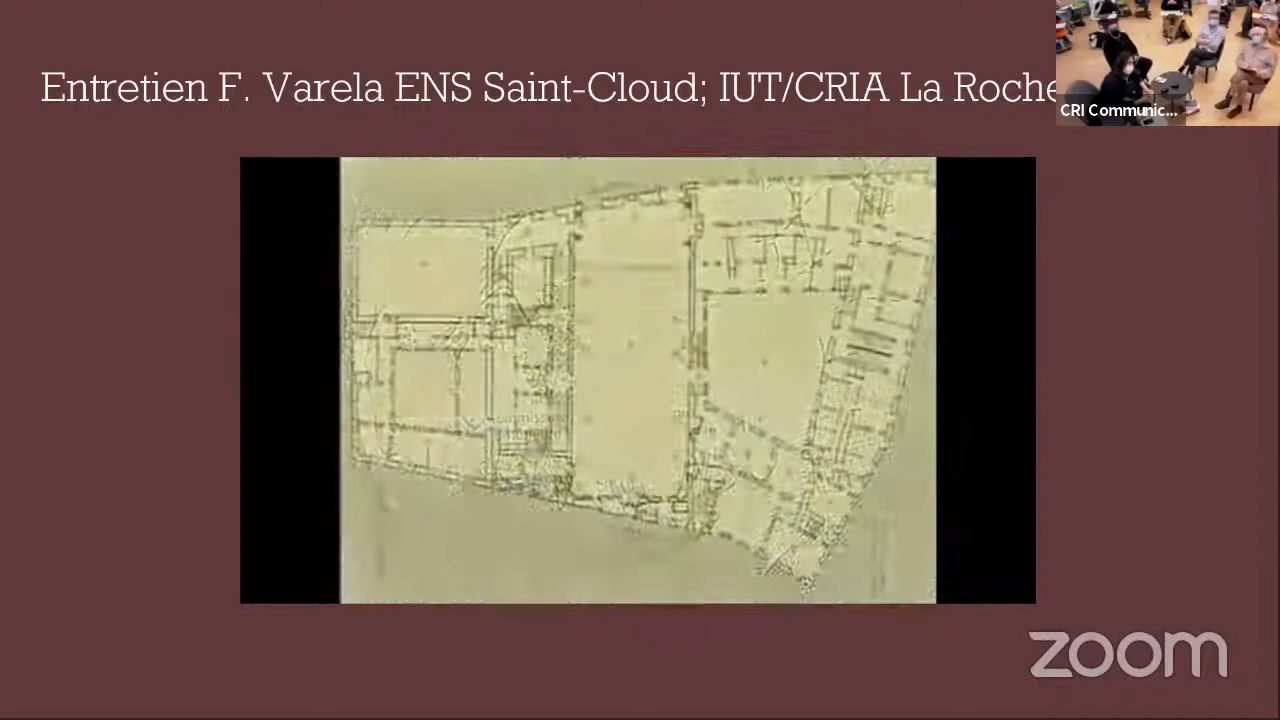 Entretien F. Varela ENS Saint-Cloud; IUT/CRIA La Roche
CRI Communic...
zoom